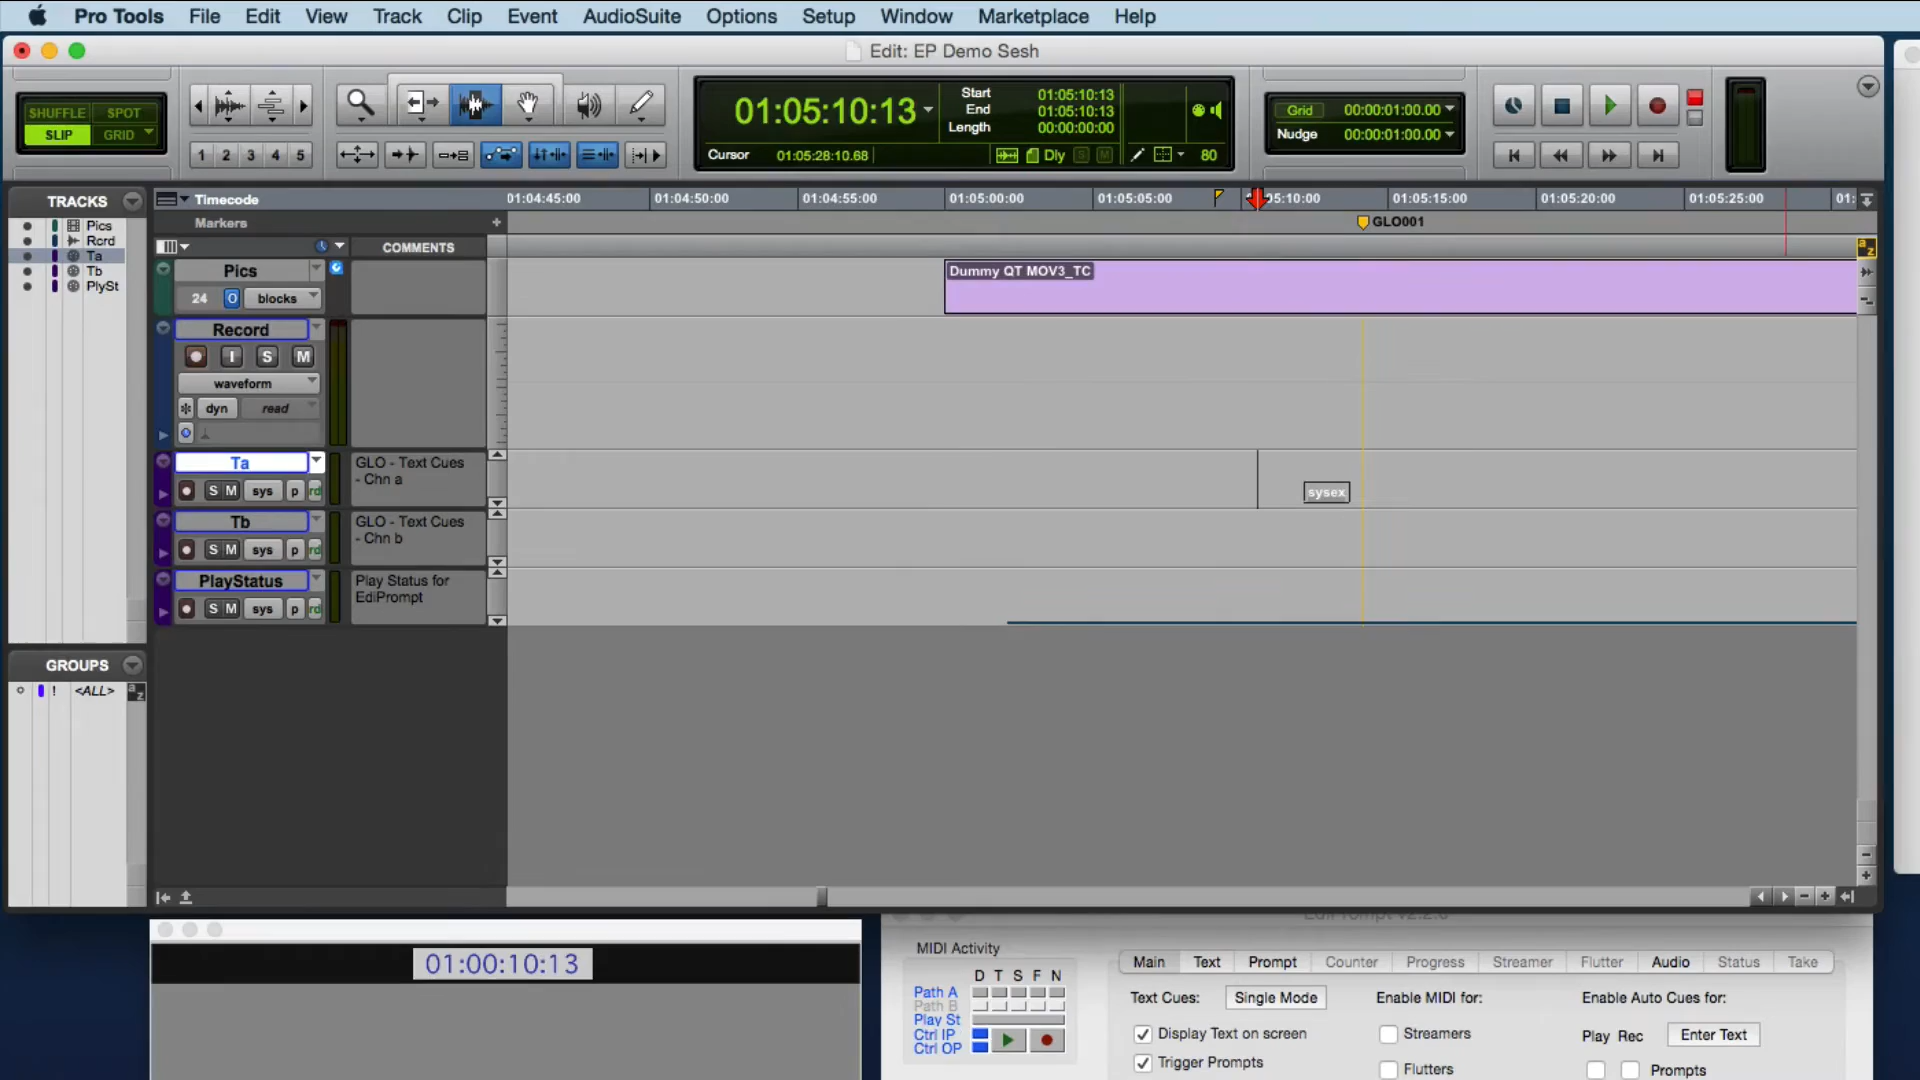 Pro Tools File Edit View Track Clip Event AudioSuite Options Setup Window Marketplace Help
Edit: EP Demo Sesh
SHUFFLE SPOT
SLIP GRID
1 2 3 4 5
01:05:10:13
Start 01:05:10:13
End 01:05:10:13
Length 00:00:00:00
Cursor 01:05:28:10.68
Dly S M 80
Grid 00:00:01:00.00
Nudge 00:00:01:00.00
TRACKS
Pics
Rcrd
Ta
Tb
PlySt
Timecode
01:04:45:00 01:04:50:00 01:04:55:00 01:05:00:00 01:05:05:00 05:10:00 01:05:15:00 01:05:20:00 01:05:25:00 01:
Markers
GLO001
COMMENTS
a z
Pics
24 O blocks
Dummy QT MOV3_TC
Record
I S M
waveform
dyn read
Ta
S M sys p rd
GLO - Text Cues
- Chn a
sysex
Tb
S M sys p rd
GLO - Text Cues
- Chn b
PlayStatus
S M sys p rd
Play Status for
EdiPrompt
GROUPS
! <ALL> a z
01:00:10:13
EdiPrompt v2.2.0
MIDI Activity
D T S F N
Path A
Path B
Play St
Ctrl IP
Ctrl OP
Main Text Prompt Counter Progress Streamer Flutter Audio Status Take
Text Cues: Single Mode
Display Text on screen
Trigger Prompts
Enable MIDI for:
Streamers
Flutters
Enable Auto Cues for:
Play Rec Enter Text
Prompts